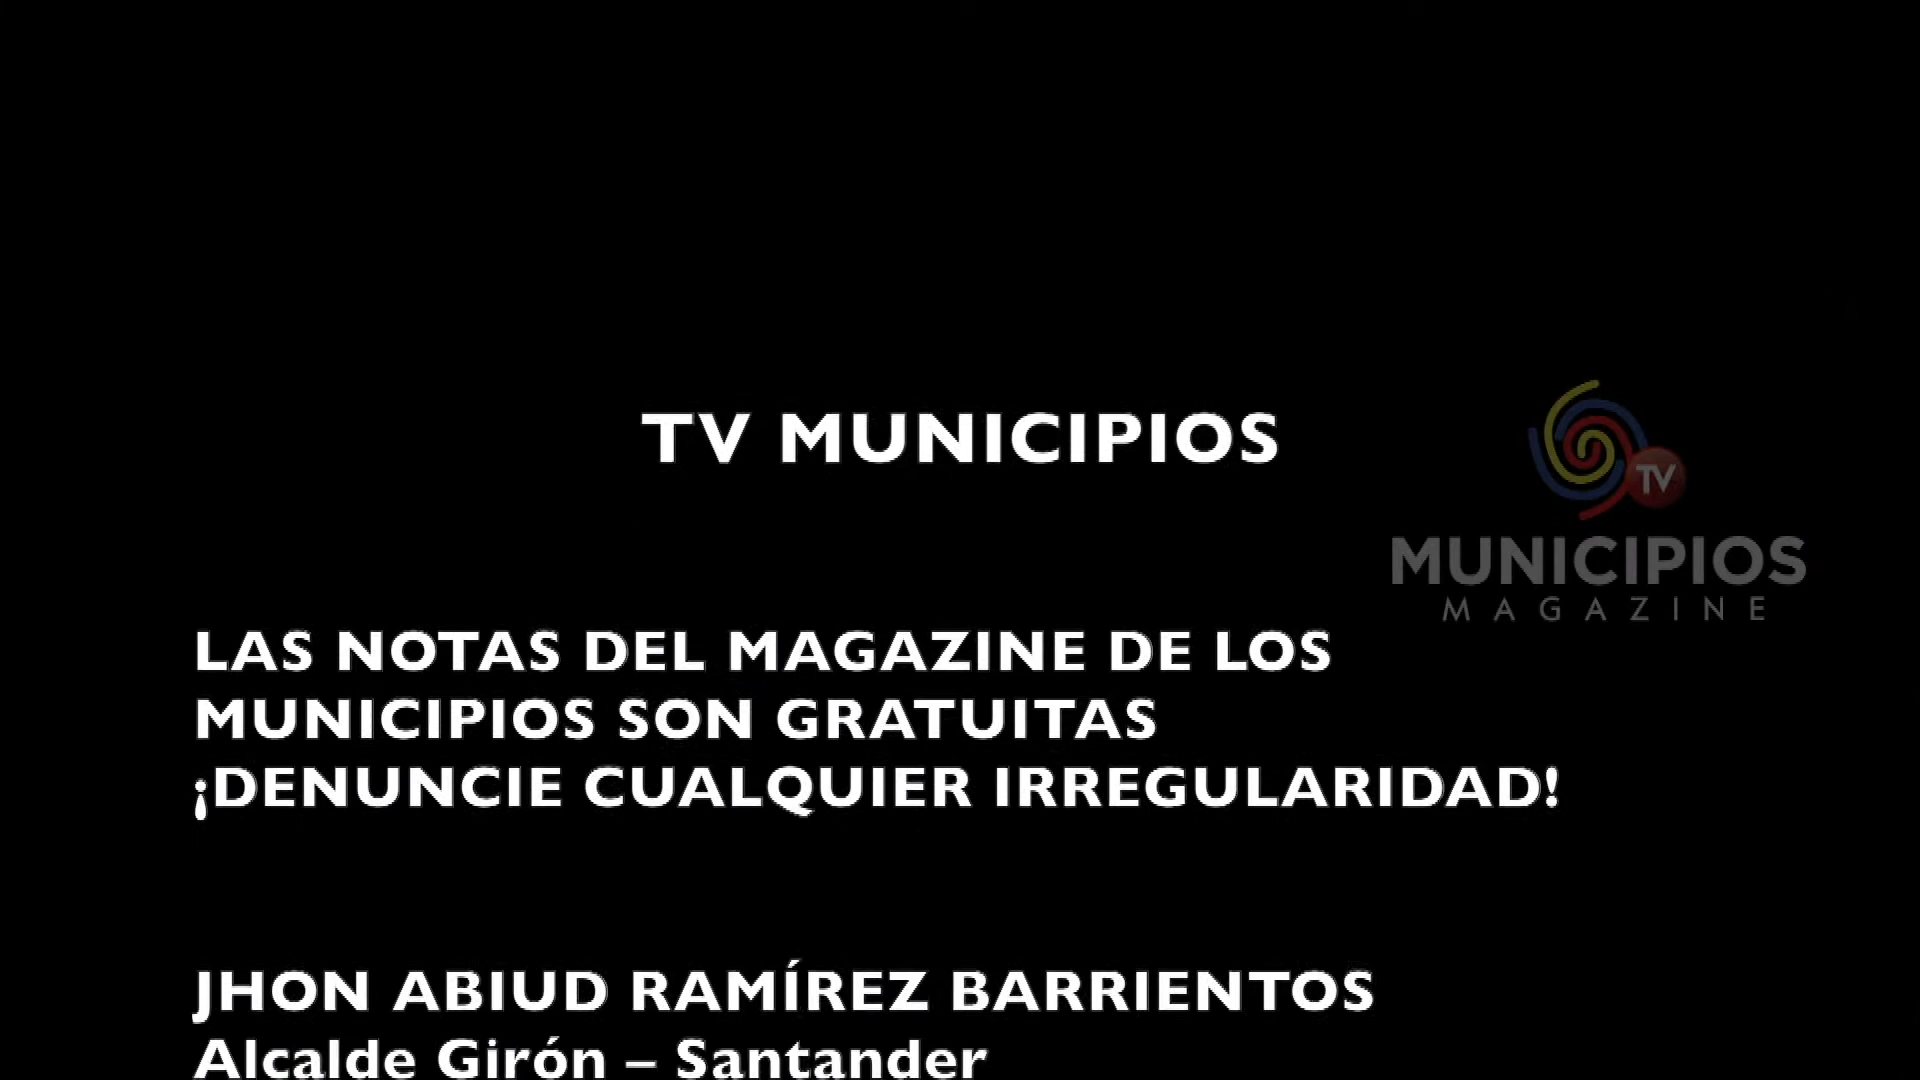 TV MUNICIPIOS
TV
MUNICIPIOS
MAGAZINE
LAS NOTAS DEL MAGAZINE DE LOS
MUNICIPIOS SON GRATUITAS
¡DENUNCIE CUALQUIER IRREGULARIDAD!
JHON ABIUD RAMÍREZ BARRIENTOS
Alcalde Girón – Santander